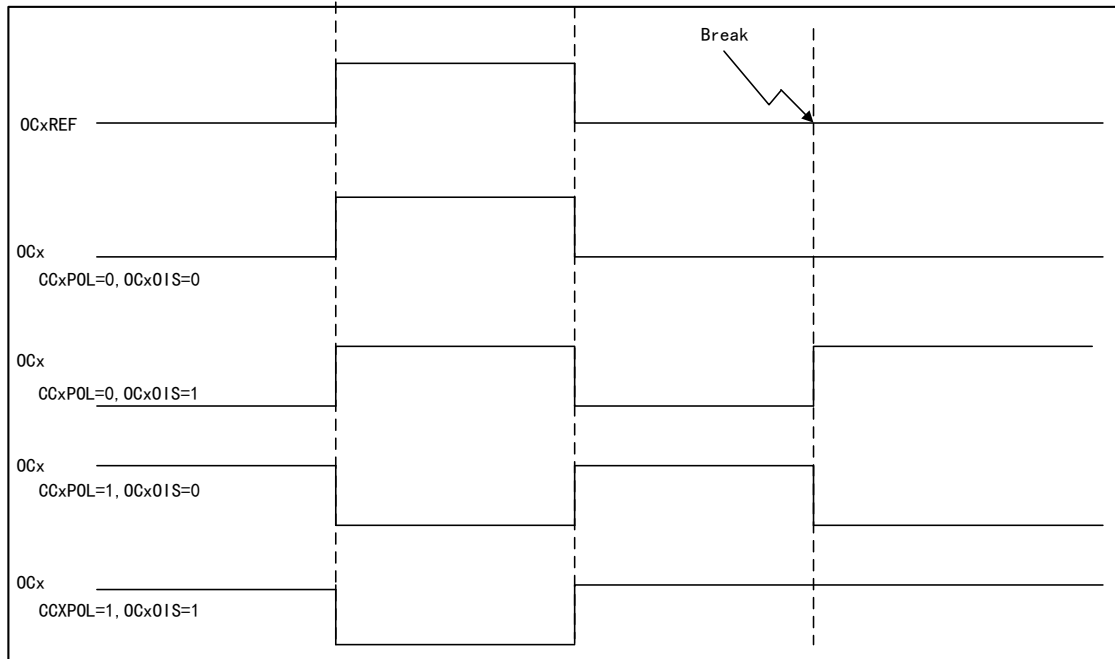 Break
OCxREF
OCx
CCxPOL=0,OCxOIS=0
OCx
CCxPOL=0,OCxOIS=1
OCx
CCxPOL=1,OCxOIS=0
OCx
CCXPOL=1,OCxOIS=1